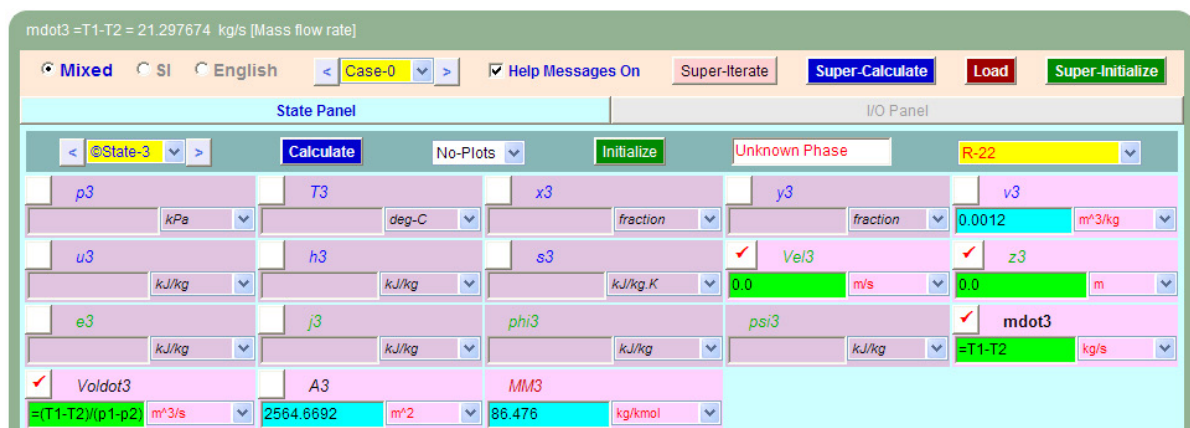 mdot3 =T1-T2 = 21.297674 kg/s [Mass flow rate]
Mixed SI English < Case-0 > Help Messages On Super-Iterate Super-Calculate Load Super-Initialize
State Panel I/O Panel
< ©State-3 > Calculate No-Plots Initialize Unknown Phase R-22
p3 T3 x3 y3 v3
kPa deg-C fraction fraction 0.0012 m^3/kg
u3 h3 s3 Vel3 z3
kJ/kg kJ/kg kJ/kg.K 0.0 m/s 0.0 m
e3 j3 phi3 psi3 mdot3
kJ/kg kJ/kg kJ/kg kJ/kg =T1-T2 kg/s
Voldot3 A3 MM3
=(T1-T2)/(p1-p2) m^3/s 2564.6692 m^2 86.476 kg/kmol